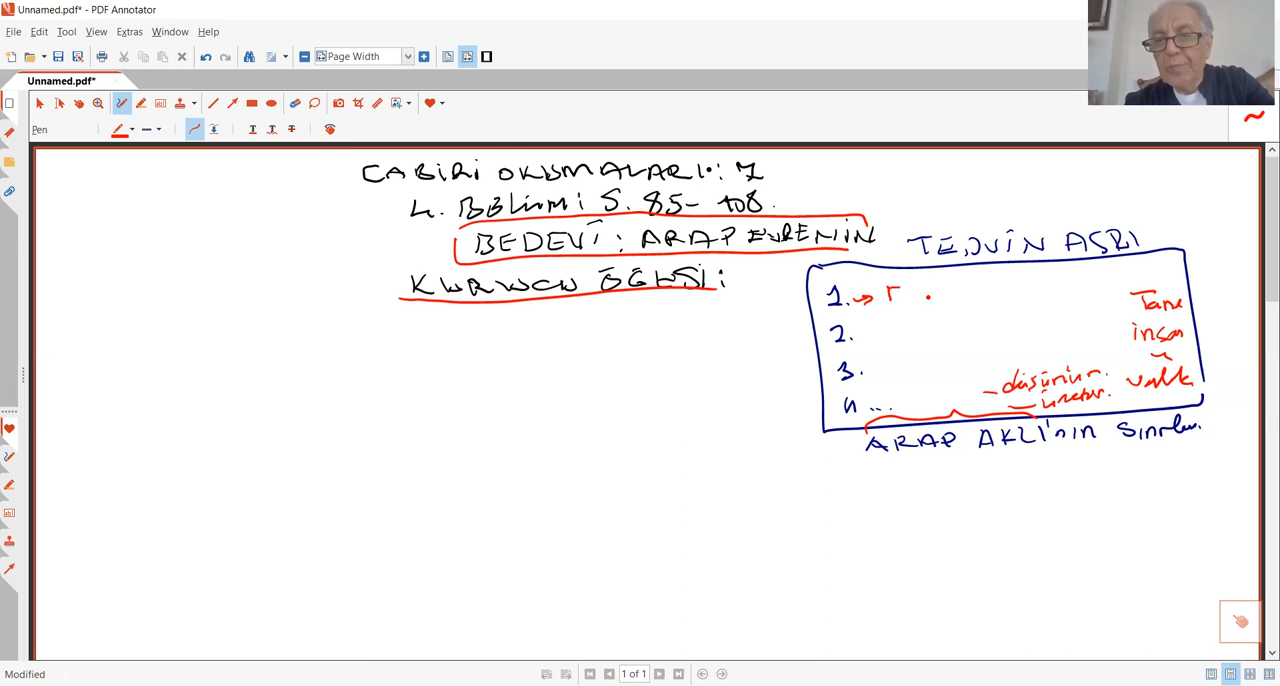 Unnamed.pdf* - PDF Annotator
File Edit Tool View Extras Window Help
Page Width
Unnamed.pdf*
Pen
CABİRİ OKUMALARI: 7
4. Bölüm: S. 85-108.
BEDEVİ: ARAP EVRENİNİN
KURUCU ÖĞESİ:
TEDVİN ASRI
1. → r .
Tanrı
2.
insan
3.
- düşünür.
4 ...
- üretir.
ARAP AKLI'nın Sınırları.
Modified
1 of 1